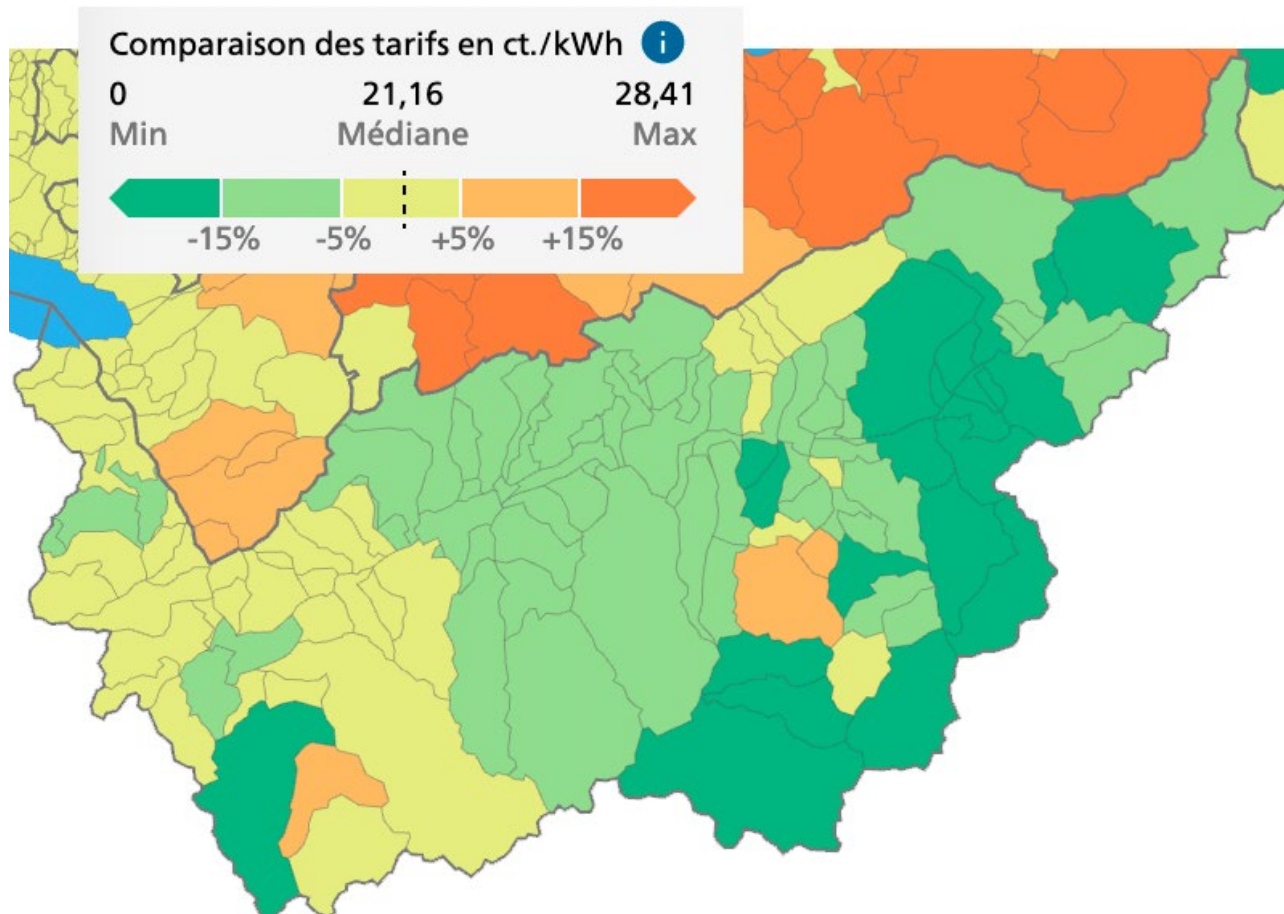 Comparaison des tarifs en ct./kWh i
0 21,16 28,41
Min Médiane Max
-15% -5% +5% +15%